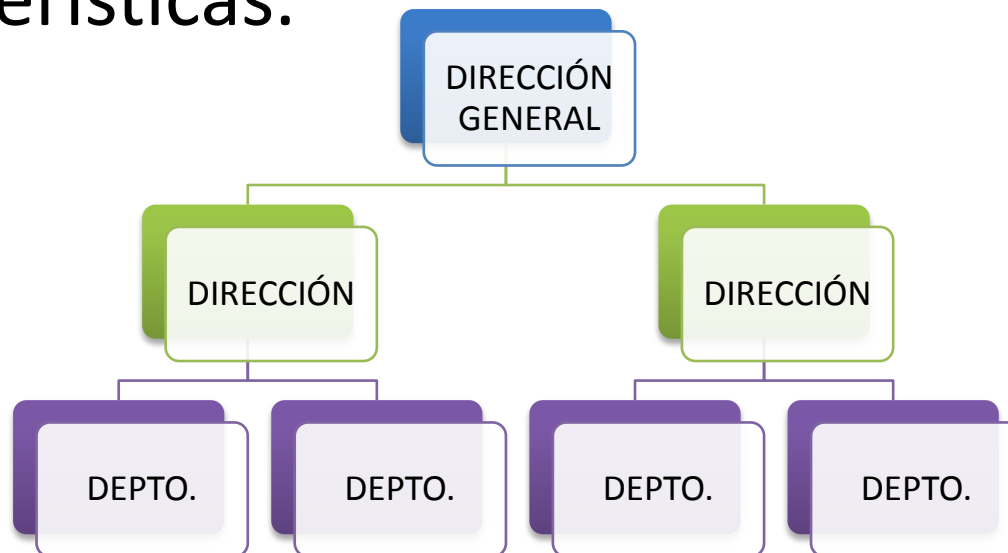 DIRECCIÓN
GENERAL
DIRECCIÓN
DIRECCIÓN
DEPTO.
DEPTO.
DEPTO.
DEPTO.